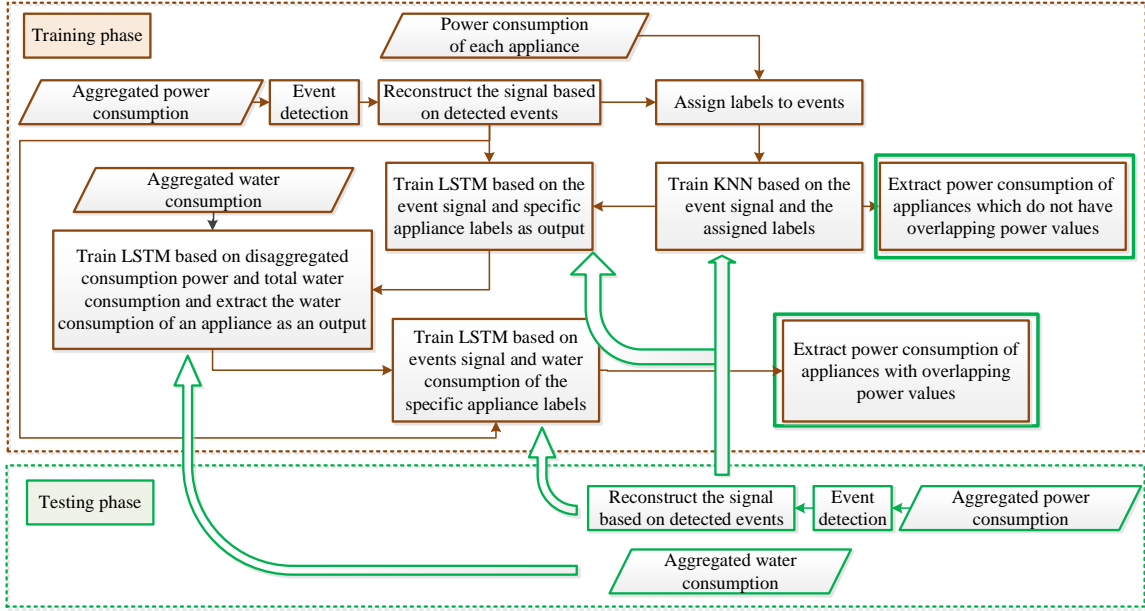 Training phase
Power consumption
of each appliance
Aggregated power
consumption
Event
detection
Reconstruct the signal based
on detected events
Assign labels to events
Aggregated water
consumption
Train LSTM based on the
event signal and specific
appliance labels as output
Train KNN based on the
event signal and the
assigned labels
Extract power consumption of
appliances which do not have
overlapping power values
Train LSTM based on disaggregated
consumption power and total water
consumption and extract the water
consumption of an appliance as an output
Train LSTM based on
events signal and water
consumption of the
specific appliance labels
Extract power consumption of
appliances with overlapping
power values
Testing phase
Reconstruct the signal
based on detected events
Event
detection
Aggregated power
consumption
Aggregated water
consumption